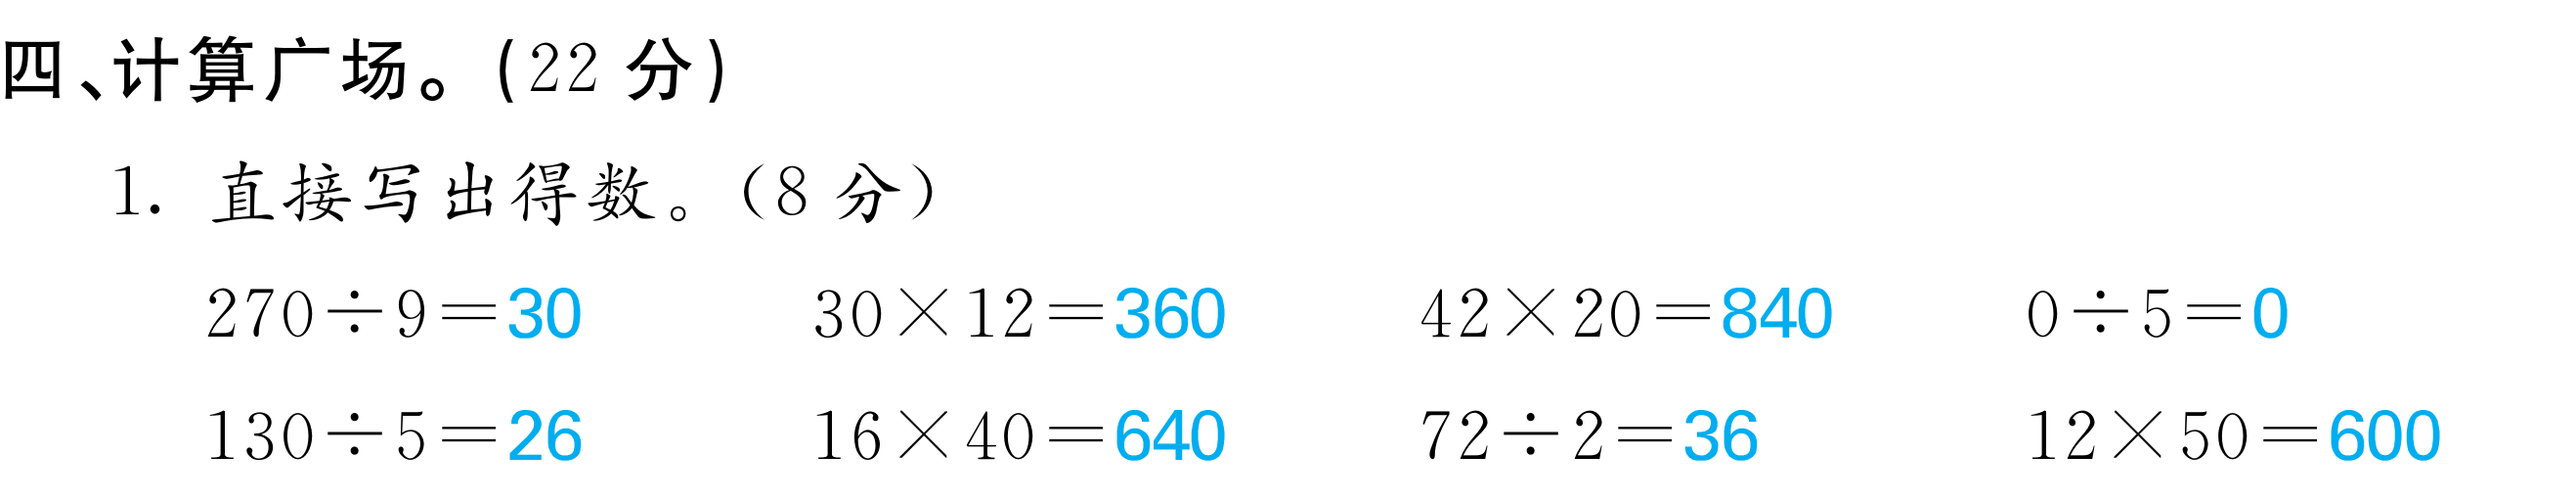 四、计算广场。(22 分)
1. 直接写出得数。(8 分)
270÷9=30 30×12=360 42×20=840 0÷5=0
130÷5=26 16×40=640 72÷2=36 12×50=600